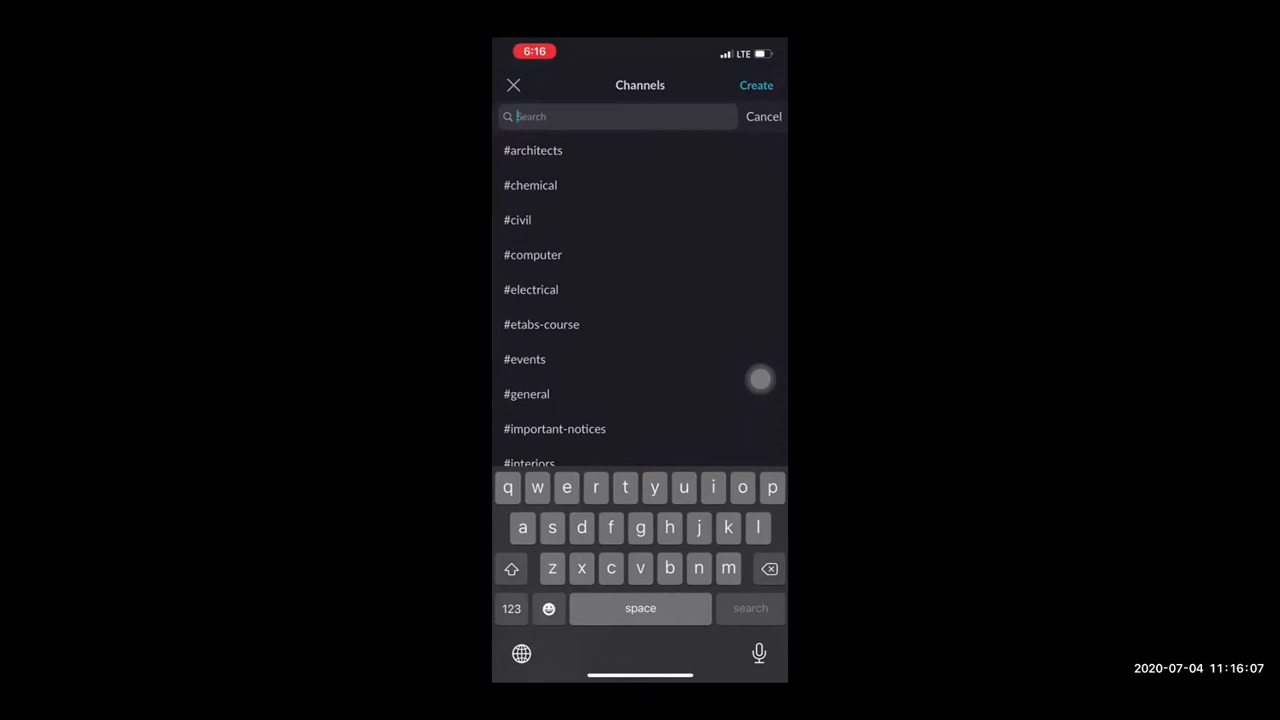 6:16
LTE
Channels
Create
Search
Cancel
#architects
#chemical
#civil
#computer
#electrical
#etabs-course
#events
#general
#important-notices
#interiors
q w e r t y u i o p
a s d f g h j k l
z x c v b n m
123
space
search
2020-07-04 11:16:07